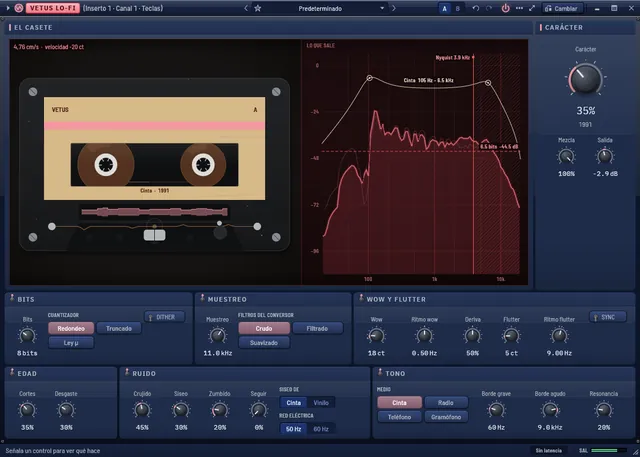 VETUS LO-FI (Inserto 1 · Canal 1 · Teclas) Predeterminado A B Cambiar
EL CASETE
CARÁCTER
4,76 cm/s · velocidad -20 ct
LO QUE SALE
Nyquist 3.9 kHz
Cinta 105 Hz - 6.5 kHz
0
-24
-48
-72
-96
6.5 bits -44.5 dB
100 1k 10k
VETUS A
Cinta · 1991
Carácter
35%
1991
Mezcla Salida
100% -2.9 dB
BITS
Bits
8 bits
CUANTIZADOR
DITHER
Redondeo Truncado
Ley µ
MUESTREO
Muestreo
11.0 kHz
FILTROS DEL CONVERSOR
Crudo Filtrado
Suavizado
WOW Y FLUTTER
SYNC
Wow Ritmo wow Deriva Flutter Ritmo flutter
18 ct 0.50 Hz 50% 5 ct 9.00 Hz
EDAD
Cortes Desgaste
35% 30%
RUIDO
Crujido Siseo Zumbido Seguir
45% 30% 20% 0%
SISEO DE
Cinta Vinilo
RED ELÉCTRICA
50 Hz 60 Hz
TONO
MEDIO
Cinta Radio
Teléfono Gramófono
Borde grave Borde agudo Resonancia
60 Hz 9.0 kHz 20%
Señala un control para ver qué hace
Sin latencia SAL.